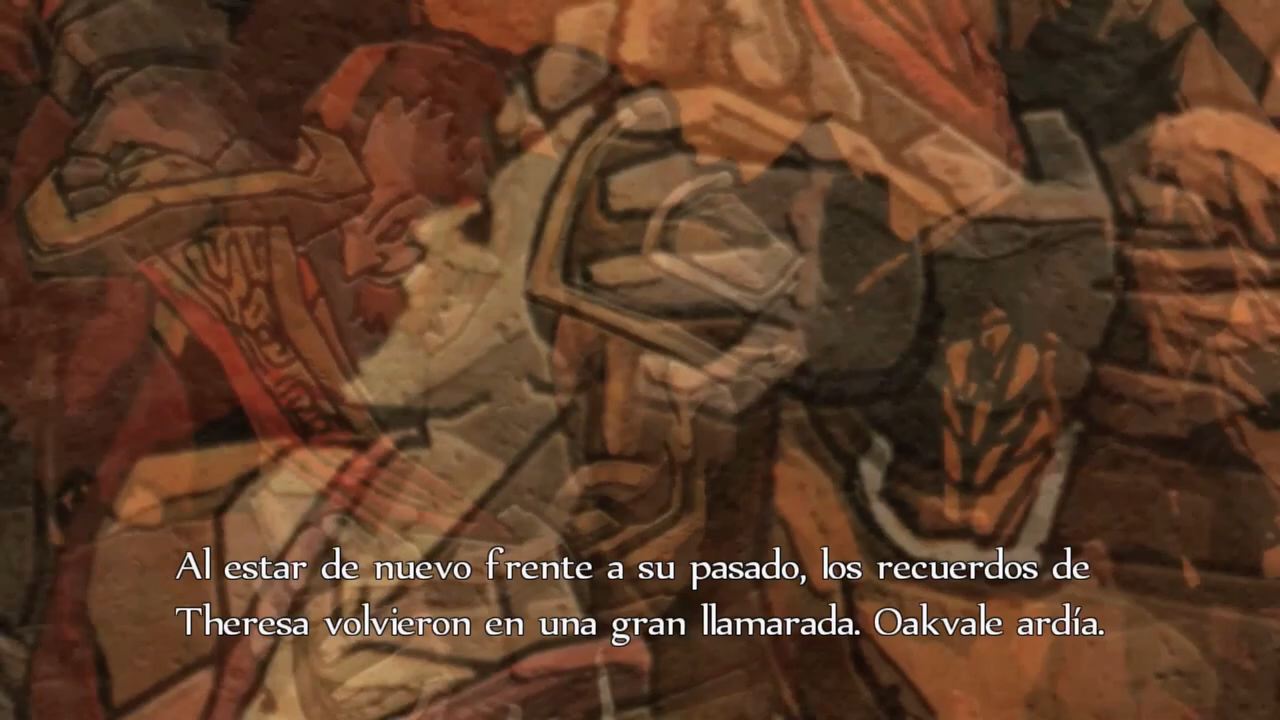 Al estar de nuevo frente a su pasado, los recuerdos de
Theresa volvieron en una gran llamarada. Oakvale ardía.